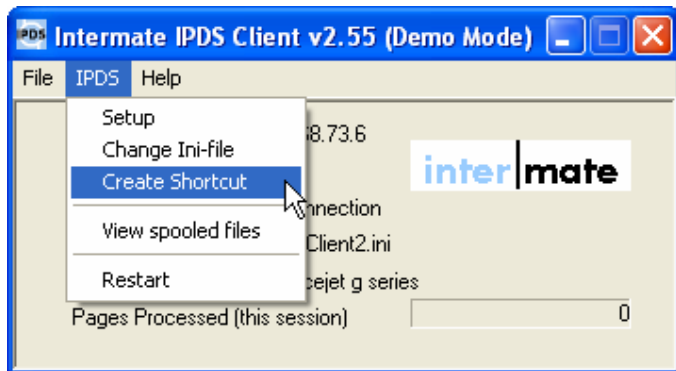 IPDS Intermate IPDS Client v2.55 (Demo Mode)
File IPDS Help
Setup
Change Ini-file
Create Shortcut
View spooled files
Restart
8.73.6
inter mate
nnection
Client2.ini
cejet g series
Pages Processed (this session) 0